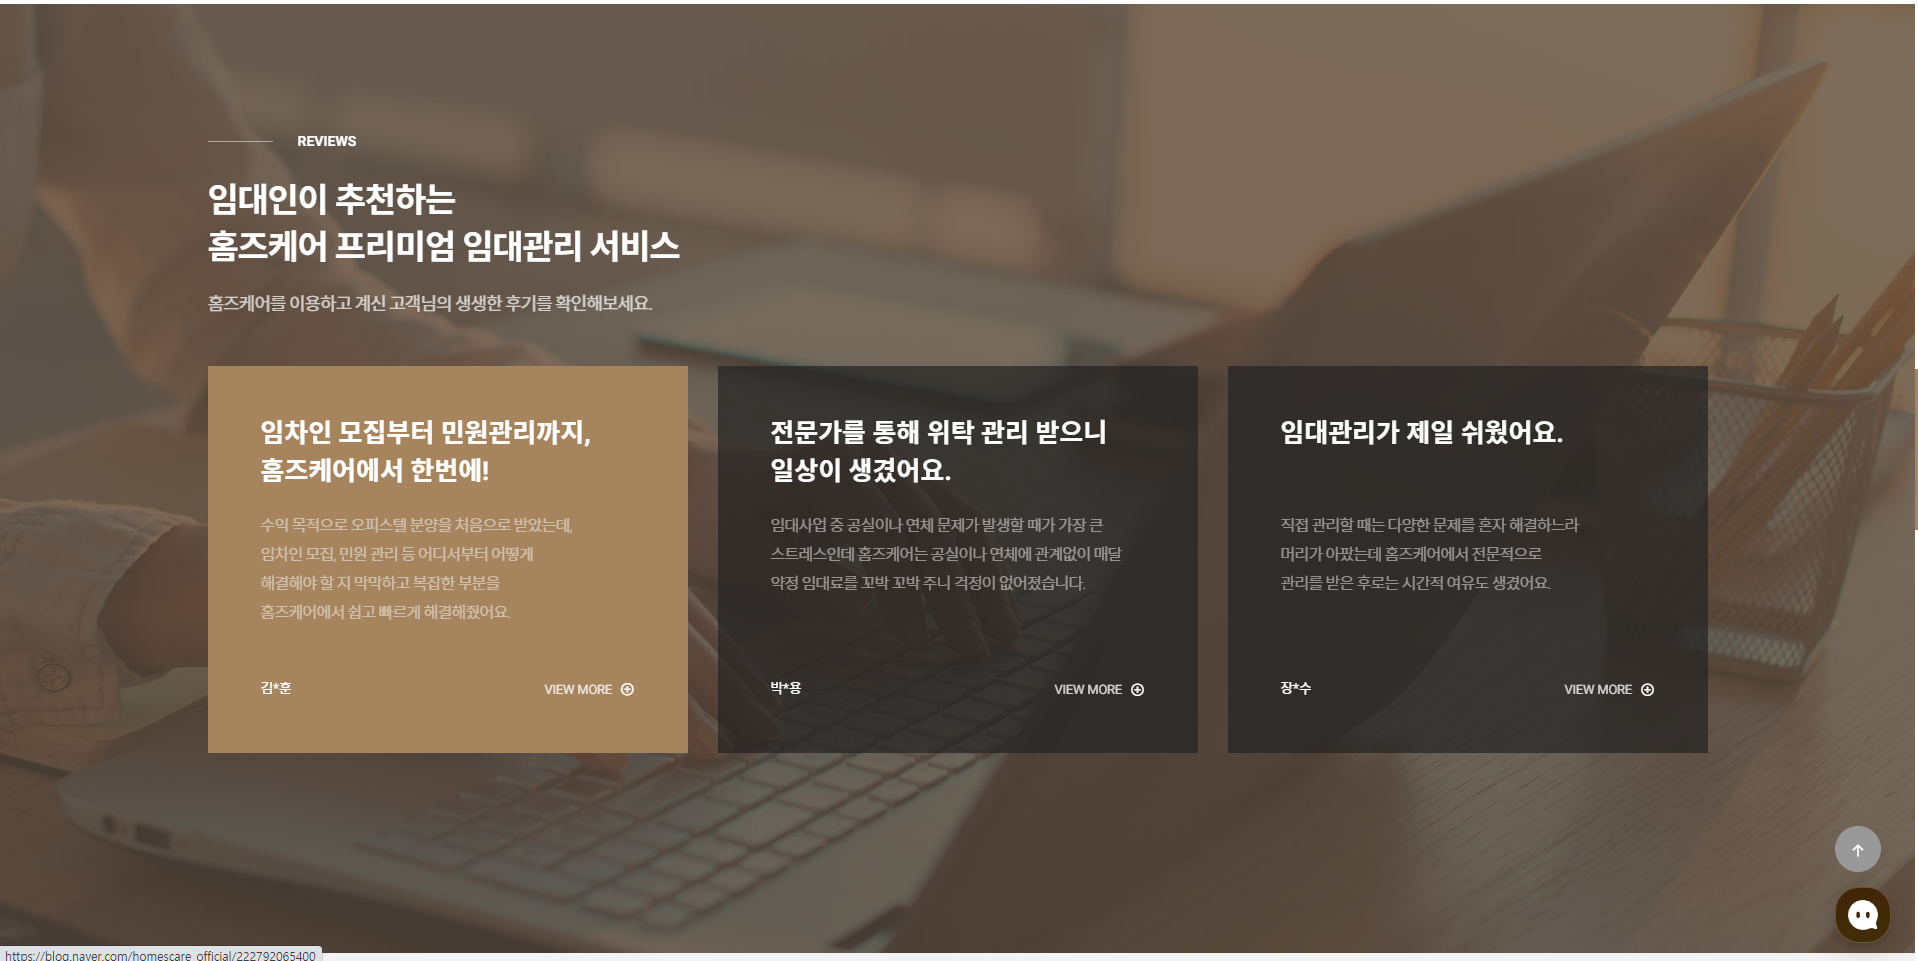 REVIEWS
임대인이 추천하는
홈즈케어 프리미엄 임대관리 서비스
홈즈케어를 이용하고 계신 고객님의 생생한 후기를 확인해보세요.
임차인 모집부터 민원관리까지,
홈즈케어에서 한번에!
수익 목적으로 오피스텔 분양을 처음으로 받았는데,
임차인 모집, 민원 관리 등 어디서부터 어떻게
해결해야 할 지 막막하고 복잡한 부분을
홈즈케어에서 쉽고 빠르게 해결해줬어요.
김*훈
VIEW MORE
전문가를 통해 위탁 관리 받으니
일상이 생겼어요.
임대사업 중 공실이나 연체 문제가 발생할 때가 가장 큰
스트레스인데 홈즈케어는 공실이나 연체에 관계없이 매달
약정 임대료를 꼬박 꼬박 주니 걱정이 없어졌습니다.
박*용
VIEW MORE
임대관리가 제일 쉬웠어요.
직접 관리할 때는 다양한 문제를 혼자 해결하느라
머리가 아팠는데 홈즈케어에서 전문적으로
관리를 받은 후로는 시간적 여유도 생겼어요.
장*수
VIEW MORE
https://blog.naver.com/homescare_official/222792065400